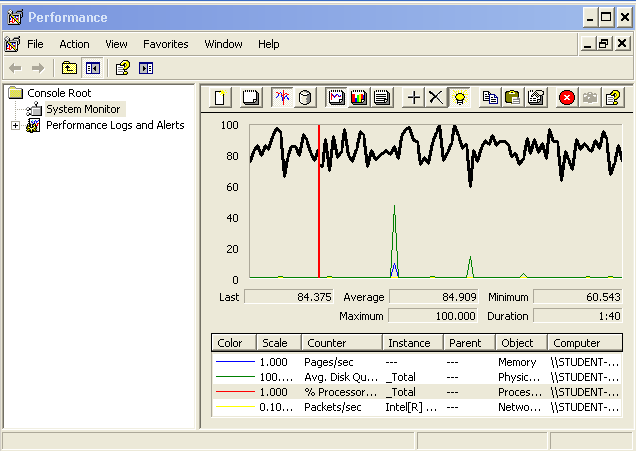 Performance
File Action View Favorites Window Help
Console Root
System Monitor
Performance Logs and Alerts
100
80
60
40
20
0
Last 84.375 Average 84.909 Minimum 60.543
Maximum 100.000 Duration 1:40
Color Scale Counter Instance Parent Object Computer
1.000 Pages/sec --- --- Memory \\STUDENT-...
100.... Avg. Disk Qu... _Total --- Physic... \\STUDENT-...
1.000 % Processor... _Total --- Proces... \\STUDENT-...
0.10... Packets/sec Intel[R] ... --- Netwo... \\STUDENT-...